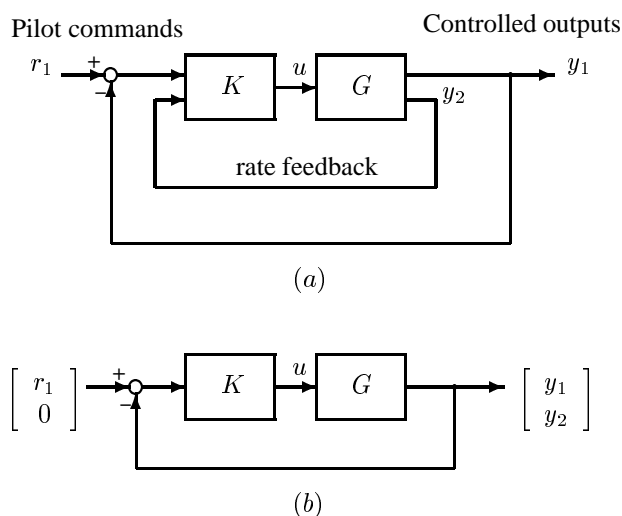 Pilot commands
Controlled outputs
r₁ + − K u G y₁
y₂
rate feedback
(a)
[ r₁ 0 ] + − K u G [ y₁ y₂ ]
(b)